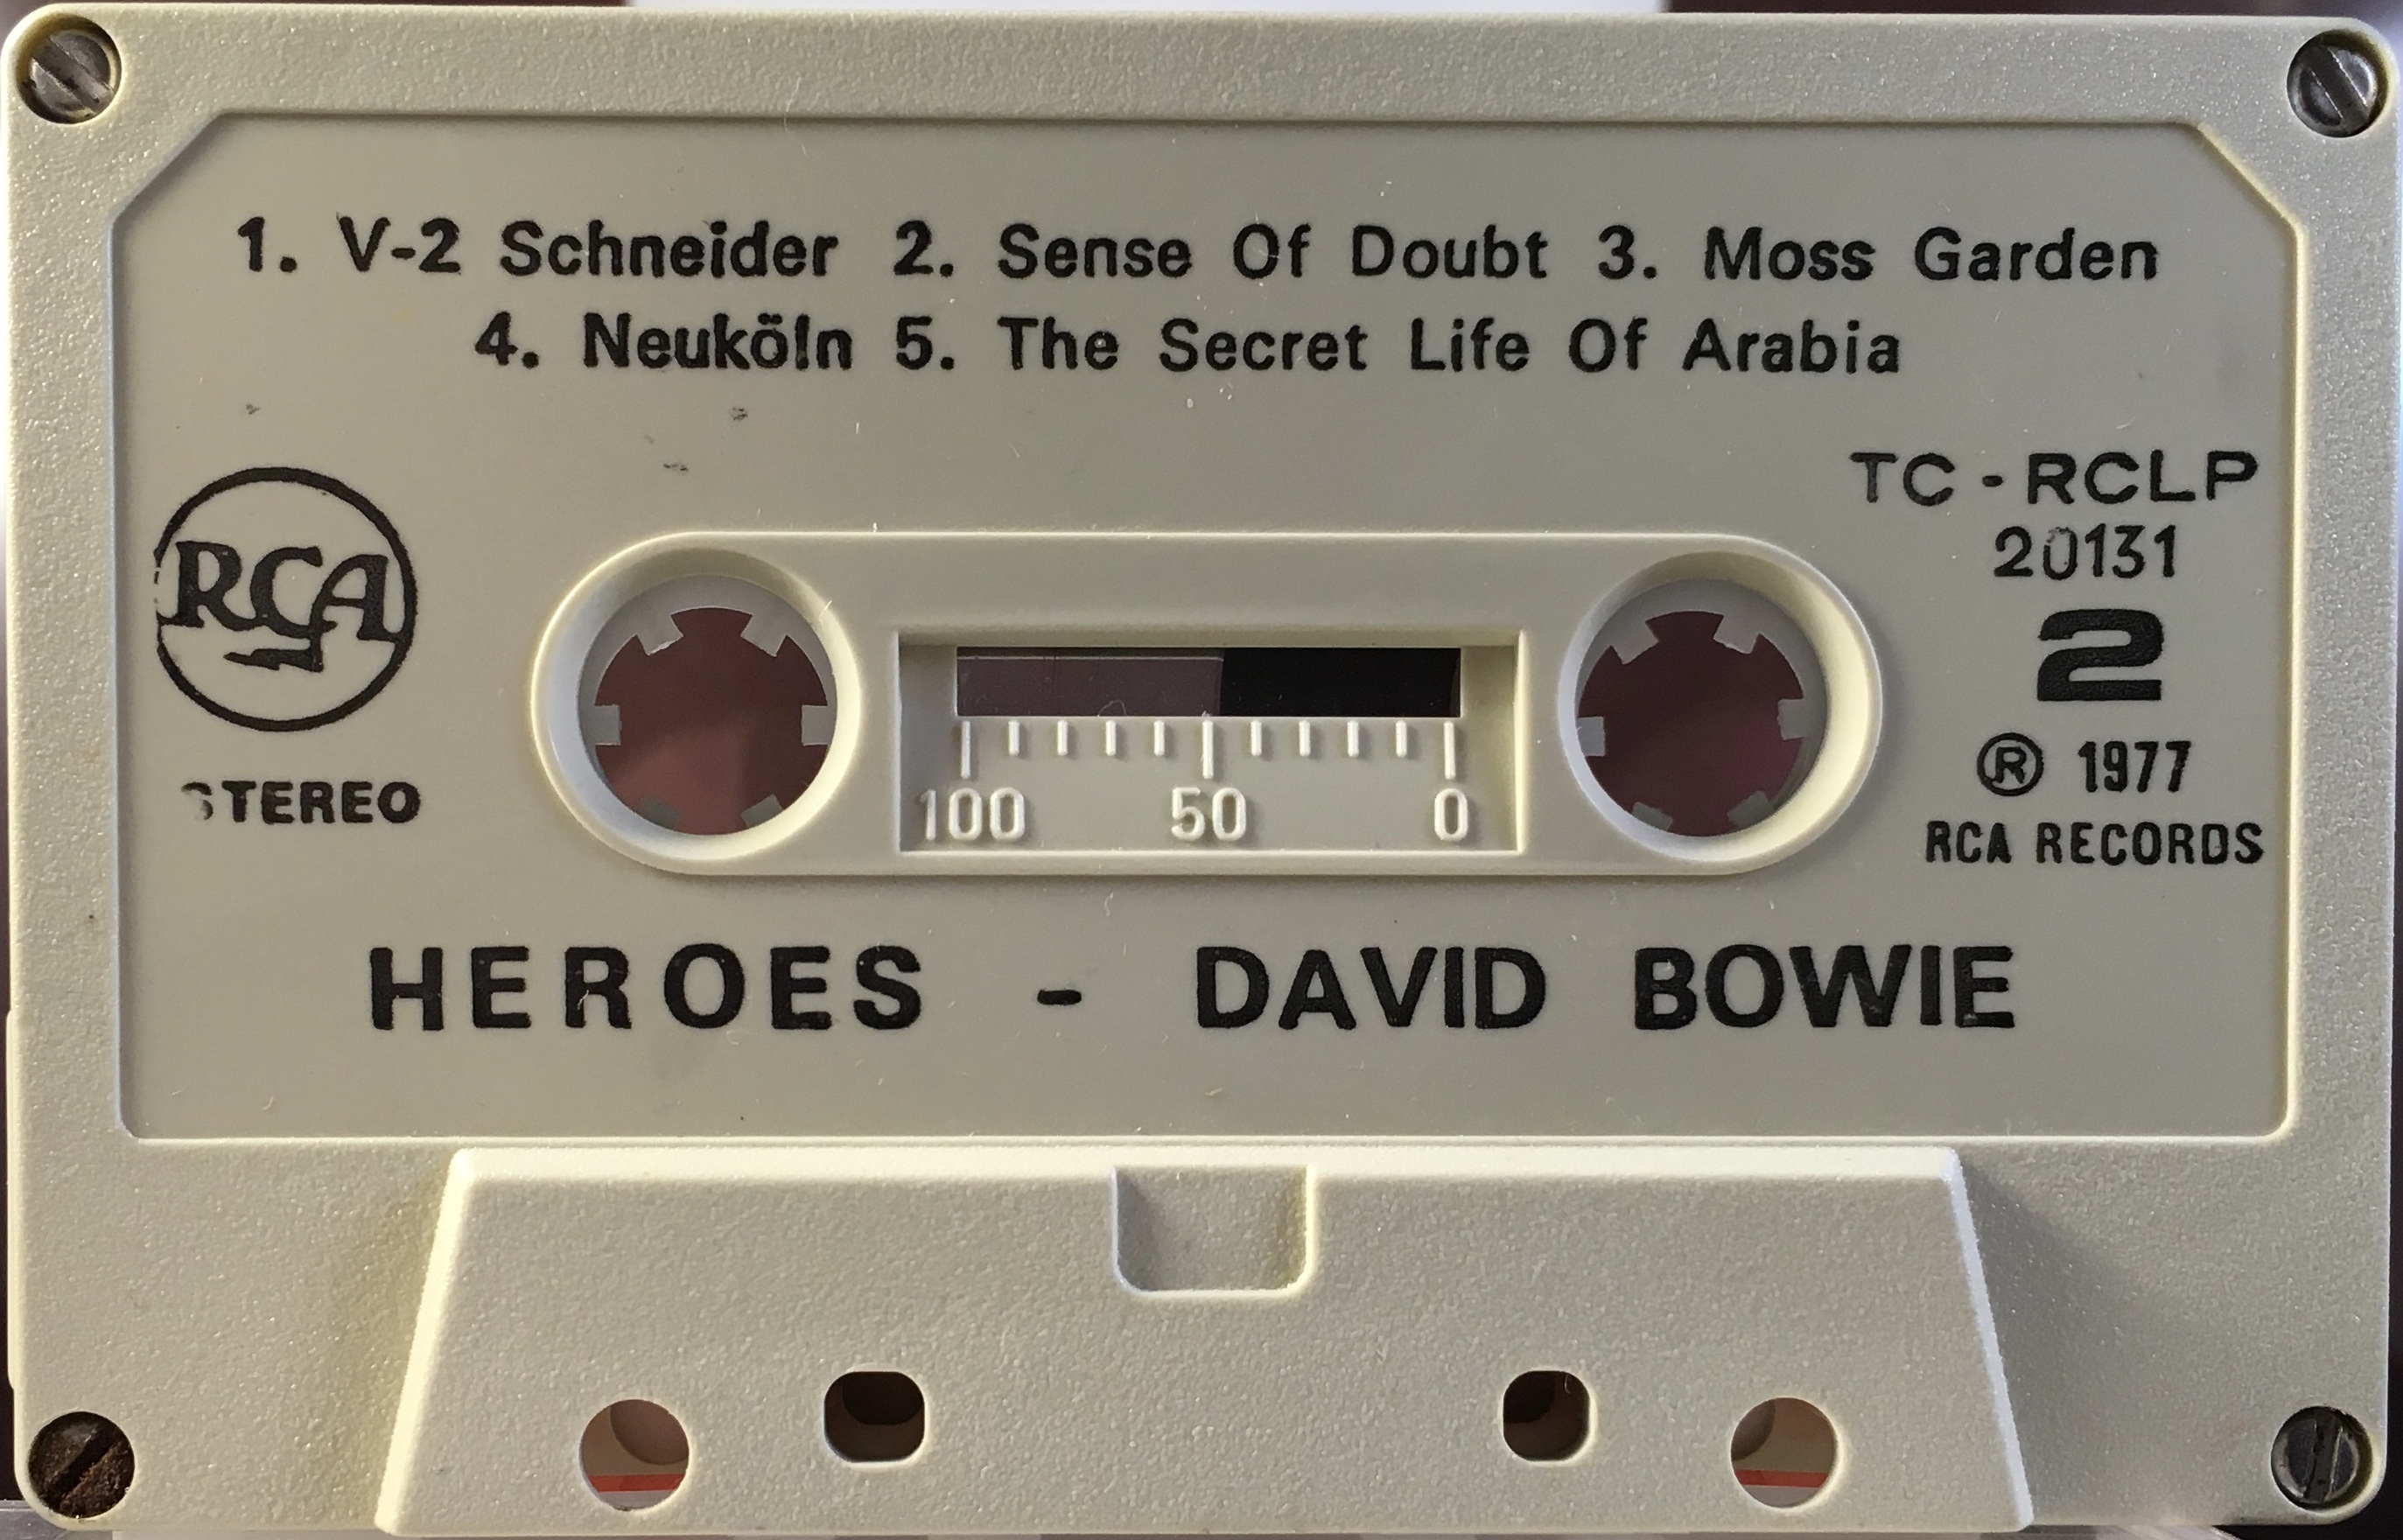 1. V-2 Schneider 2. Sense Of Doubt 3. Moss Garden
4. Neuköln 5. The Secret Life Of Arabia
RCA
STEREO
TC - RCLP
20131
2
® 1977
RCA RECORDS
100 50 0
HEROES - DAVID BOWIE